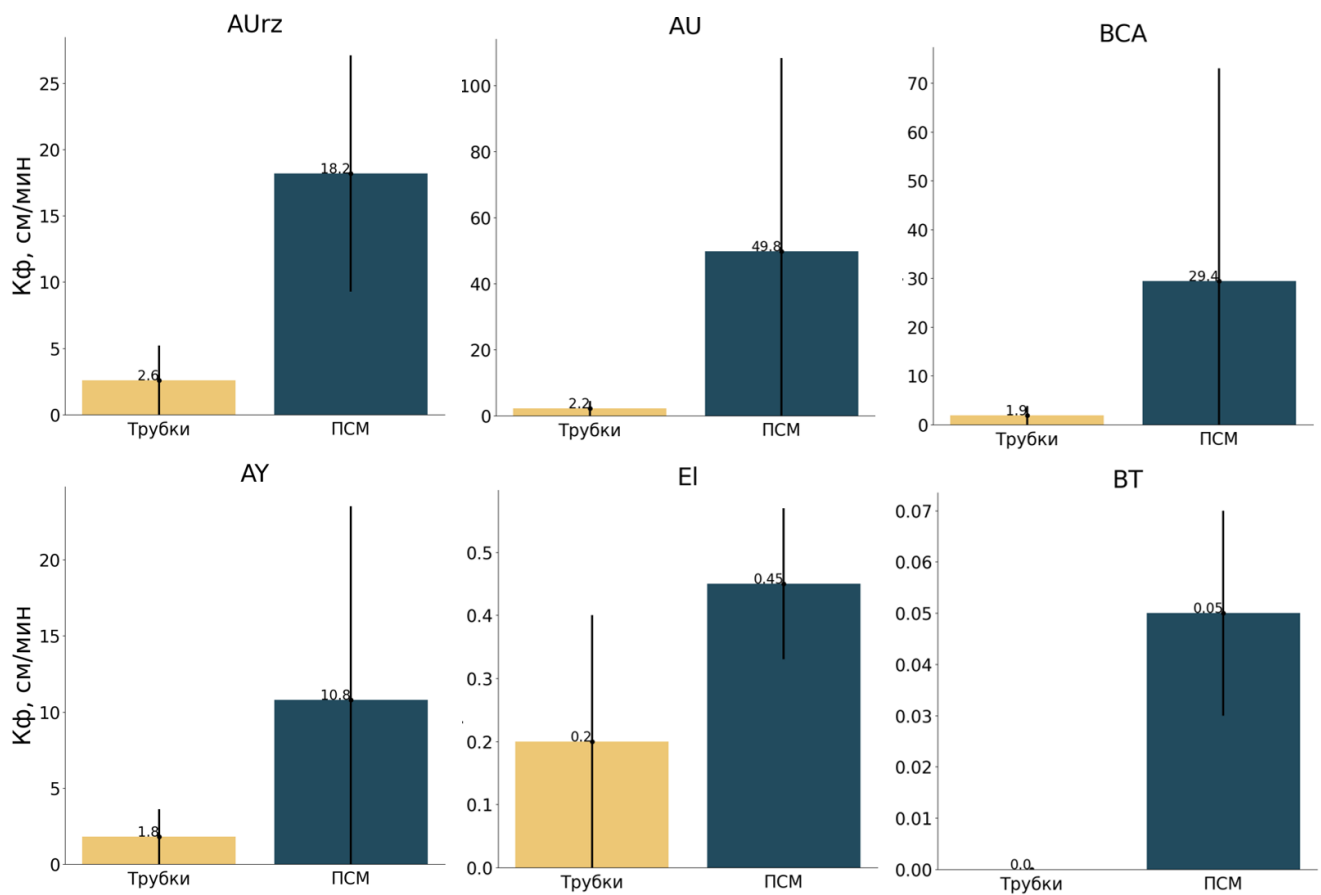 AUrz
Кф, см/мин
25
20
15
10
5
0
18.2
2.6
Трубки
ПСМ
AU
100
80
60
40
20
0
49.8
2.2
Трубки
ПСМ
BCA
70
60
50
40
30
20
10
0
29.4
1.9
Трубки
ПСМ
AY
Кф, см/мин
20
15
10
5
0
10.8
1.8
Трубки
ПСМ
El
0.5
0.4
0.3
0.2
0.1
0.0
0.45
0.2
Трубки
ПСМ
BT
0.07
0.06
0.05
0.04
0.03
0.02
0.01
0.00
0.05
0.0
Трубки
ПСМ